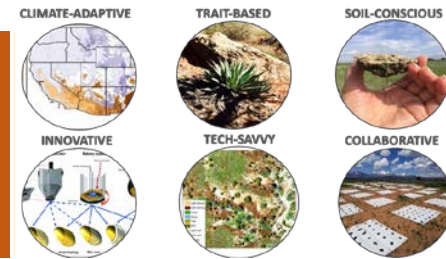 CLIMATE-ADAPTIVE
TRAIT-BASED
SOIL-CONSCIOUS
INNOVATIVE
TECH-SAVVY
COLLABORATIVE